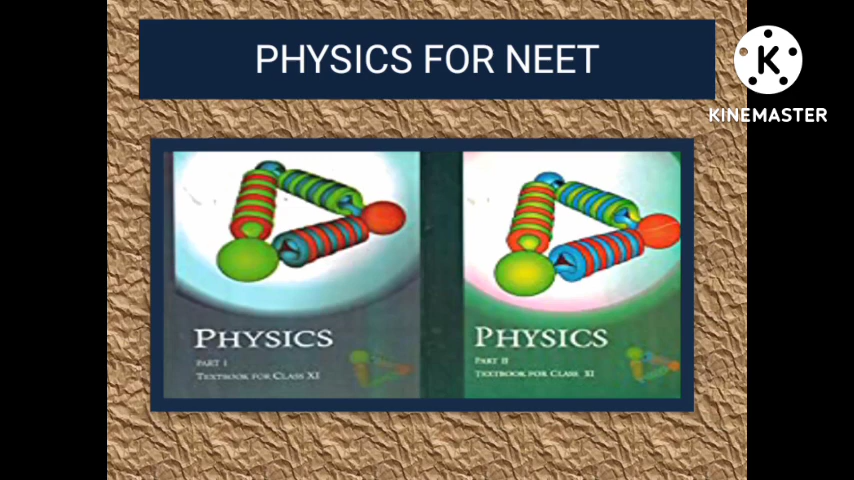 PHYSICS FOR NEET
K
KINEMASTER
PHYSICS
PART I
TEXTBOOK FOR CLASS XI
PHYSICS
PART II
TEXTBOOK FOR CLASS XI